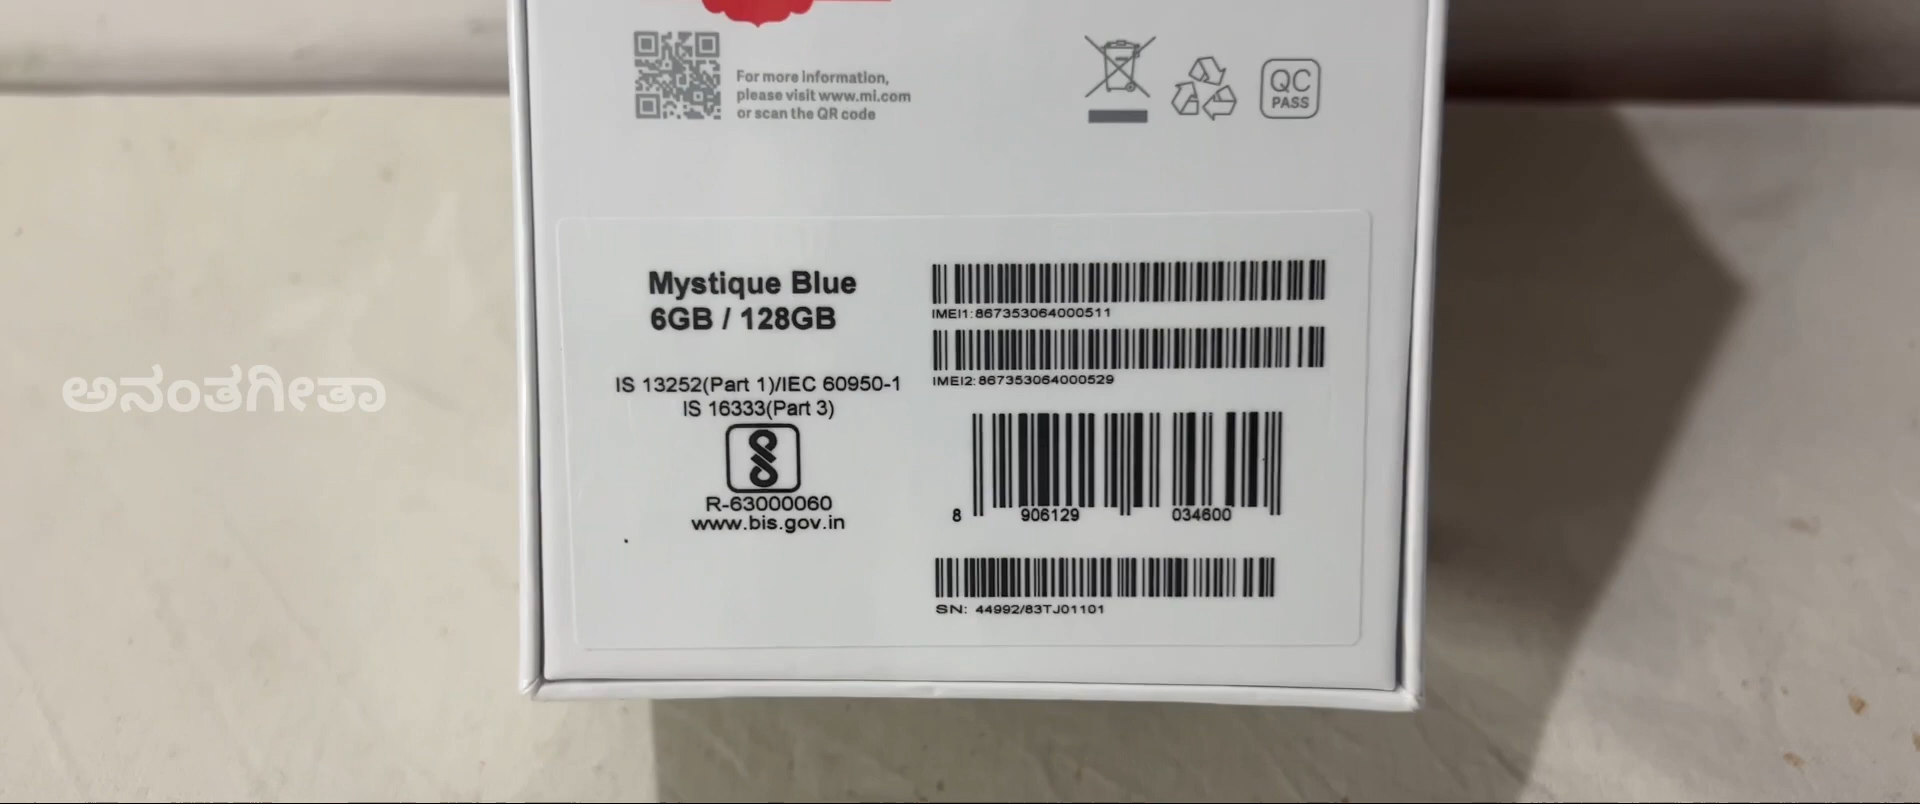 For more information,
please visit www.mi.com
or scan the QR code
QC
PASS
Mystique Blue
6GB / 128GB
IS 13252(Part 1)/IEC 60950-1
IS 16333(Part 3)
R-63000060
www.bis.gov.in
IMEI1:867353064000511
IMEI2:867353064000529
8 906129 034600
SN: 44992/83TJ01101
ಅನಂತಗೀತಾ